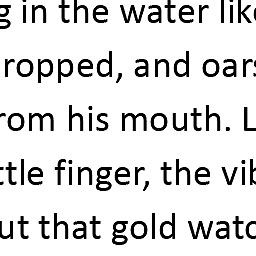 g in the water like
ropped, and oars
rom his mouth. L
ttle finger, the vib
ut that gold watc